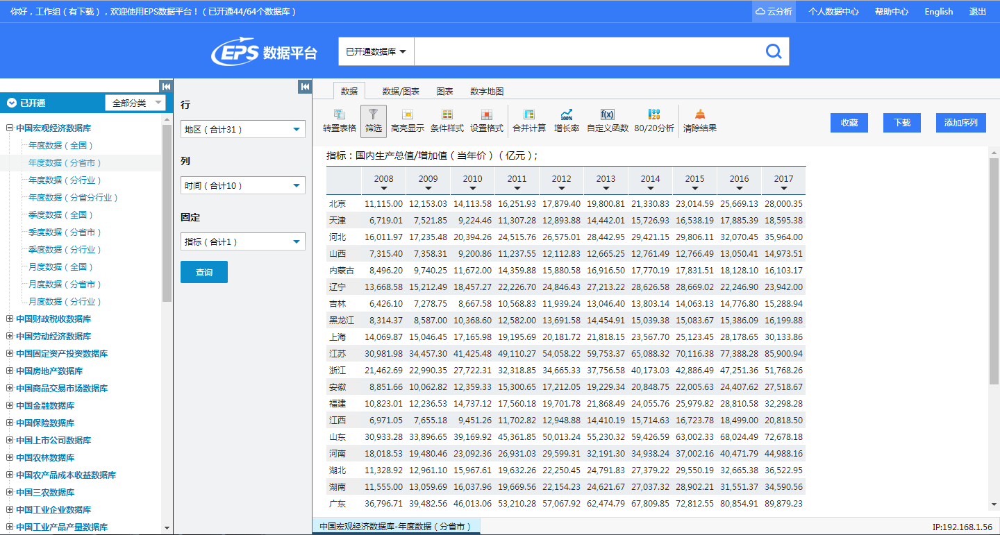 你好，工作组（有下载），欢迎使用EPS数据平台！（已开通44/64个数据库）
云分析 个人数据中心 帮助中心 English 退出
EPS 数据平台
已开通数据库
已开通 全部分类
中国宏观经济数据库
年度数据（全国）
年度数据（分省市）
年度数据（分行业）
年度数据（分省分行业）
季度数据（全国）
季度数据（分省市）
季度数据（分行业）
月度数据（全国）
月度数据（分省市）
月度数据（分行业）
中国财政税收数据库
中国劳动经济数据库
中国固定资产投资数据库
中国房地产数据库
中国商品交易市场数据库
中国金融数据库
中国保险数据库
中国上市公司数据库
中国农林数据库
中国农产品成本收益数据库
中国三农数据库
中国工业企业数据库
中国工业产品产量数据库
行
地区（合计31）
列
时间（合计10）
固定
指标（合计1）
查询
数据 数据/图表 图表 数字地图
转置表格 筛选 高亮显示 条件样式 设置格式 合并计算 100% 增长率 f(x) 自定义函数 80 20 80/20分析 清除结果
收藏 下载 添加序列
指标：国内生产总值/增加值（当年价）（亿元）;
2008 2009 2010 2011 2012 2013 2014 2015 2016 2017
北京 11,115.00 12,153.03 14,113.58 16,251.93 17,879.40 19,800.81 21,330.83 23,014.59 25,669.13 28,000.35
天津 6,719.01 7,521.85 9,224.46 11,307.28 12,893.88 14,442.01 15,726.93 16,538.19 17,885.39 18,595.38
河北 16,011.97 17,235.48 20,394.26 24,515.76 26,575.01 28,442.95 29,421.15 29,806.11 32,070.45 35,964.00
山西 7,315.40 7,358.31 9,200.86 11,237.55 12,112.83 12,665.25 12,761.49 12,766.49 13,050.41 14,973.51
内蒙古 8,496.20 9,740.25 11,672.00 14,359.88 15,880.58 16,916.50 17,770.19 17,831.51 18,128.10 16,103.17
辽宁 13,668.58 15,212.49 18,457.27 22,226.70 24,846.43 27,213.22 28,626.58 28,669.02 22,246.90 23,942.00
吉林 6,426.10 7,278.75 8,667.58 10,568.83 11,939.24 13,046.40 13,803.14 14,063.13 14,776.80 15,288.94
黑龙江 8,314.37 8,587.00 10,368.60 12,582.00 13,691.58 14,454.91 15,039.38 15,083.67 15,386.09 16,199.88
上海 14,069.87 15,046.45 17,165.98 19,195.69 20,181.72 21,818.15 23,567.70 25,123.45 28,178.65 30,133.86
江苏 30,981.98 34,457.30 41,425.48 49,110.27 54,058.22 59,753.37 65,088.32 70,116.38 77,388.28 85,900.94
浙江 21,462.69 22,990.35 27,722.31 32,318.85 34,665.33 37,756.58 40,173.03 42,886.49 47,251.36 51,768.26
安徽 8,851.66 10,062.82 12,359.33 15,300.65 17,212.05 19,229.34 20,848.75 22,005.63 24,407.62 27,518.67
福建 10,823.01 12,236.53 14,737.12 17,560.18 19,701.78 21,868.49 24,055.76 25,979.82 28,810.58 32,298.28
江西 6,971.05 7,655.18 9,451.26 11,702.82 12,948.88 14,410.19 15,714.63 16,723.78 18,499.00 20,818.50
山东 30,933.28 33,896.65 39,169.92 45,361.85 50,013.24 55,230.32 59,426.59 63,002.33 68,024.49 72,678.18
河南 18,018.53 19,480.46 23,092.36 26,931.03 29,599.31 32,191.30 34,938.24 37,002.16 40,471.79 44,988.16
湖北 11,328.92 12,961.10 15,967.61 19,632.26 22,250.45 24,791.83 27,379.22 29,550.19 32,665.38 36,522.95
湖南 11,555.00 13,059.69 16,037.96 19,669.56 22,154.23 24,621.67 27,037.32 28,902.21 31,551.37 34,590.56
广东 36,796.71 39,482.56 46,013.06 53,210.28 57,067.92 62,474.79 67,809.85 72,812.55 80,854.91 89,879.23
中国宏观经济数据库-年度数据（分省市）
IP:192.168.1.56